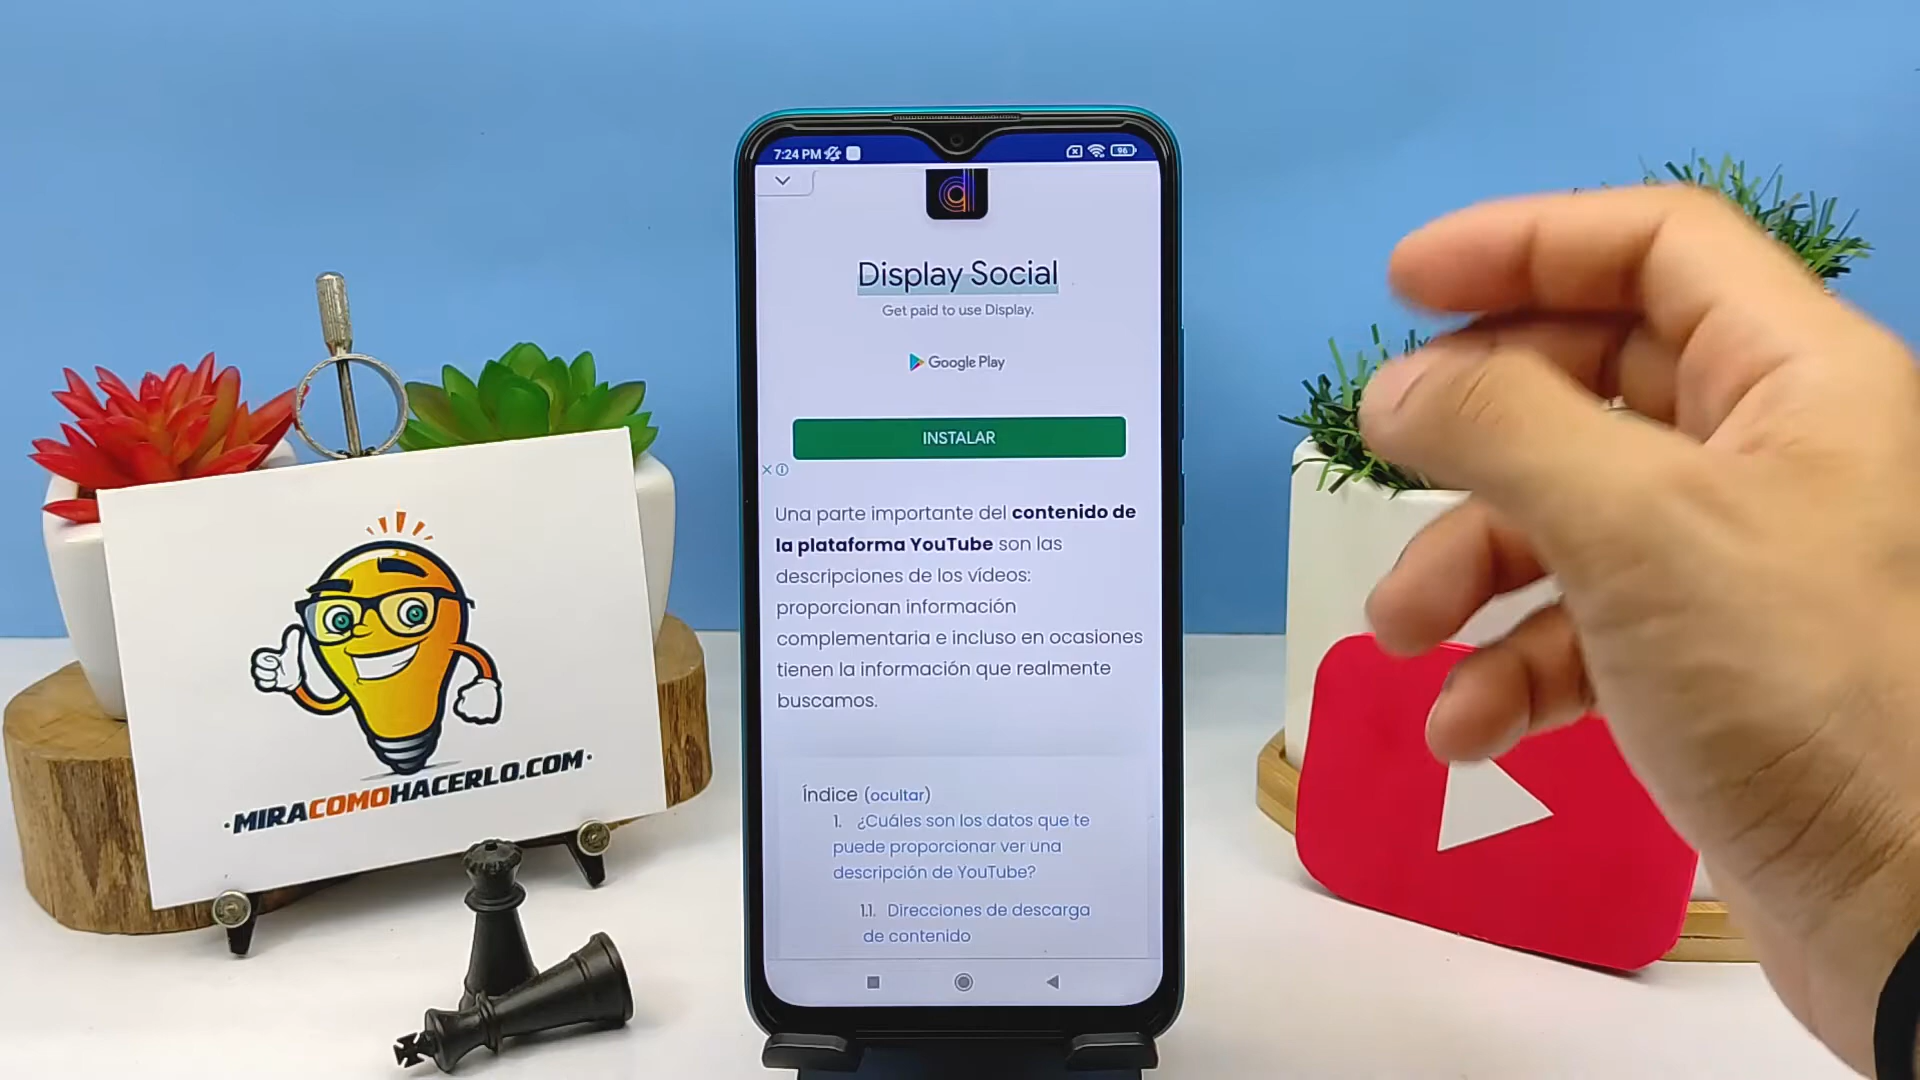 7:24 PM
96
Display Social
Get paid to use Display.
Google Play
INSTALAR
Una parte importante del contenido de
la plataforma YouTube son las
descripciones de los vídeos:
proporcionan información
complementaria e incluso en ocasiones
tienen la información que realmente
buscamos.
Índice (ocultar)
1. ¿Cuáles son los datos que te
puede proporcionar ver una
descripción de YouTube?
1.1. Direcciones de descarga
de contenido
·MIRACOMOHACERLO.COM·